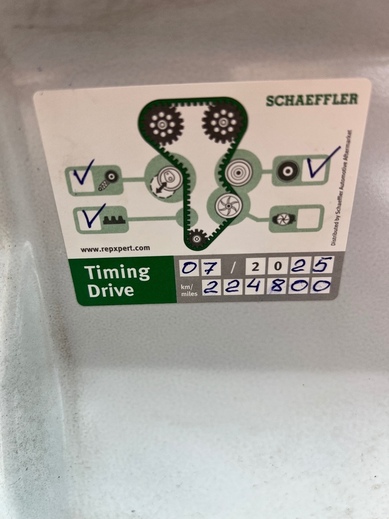 SCHAEFFLER
Distributed by Schaeffler Automotive Aftermarket
www.repxpert.com
Timing
Drive
07/2025
km/
miles
224800